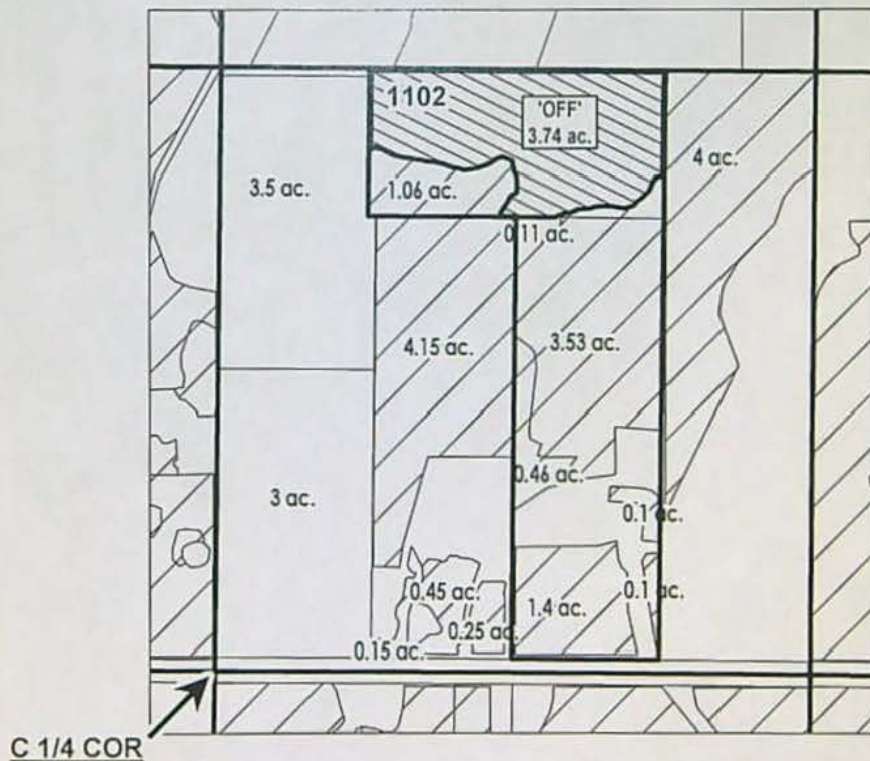 1102
'OFF'
3.74 ac.
4 ac.
3.5 ac.
1.06 ac.
0.11 ac.
4.15 ac.
3.53 ac.
0.46 ac.
3 ac.
0.1 ac.
0.45 ac.
0.1 ac.
1.4 ac.
0.25 ac.
0.15 ac.
C 1/4 COR